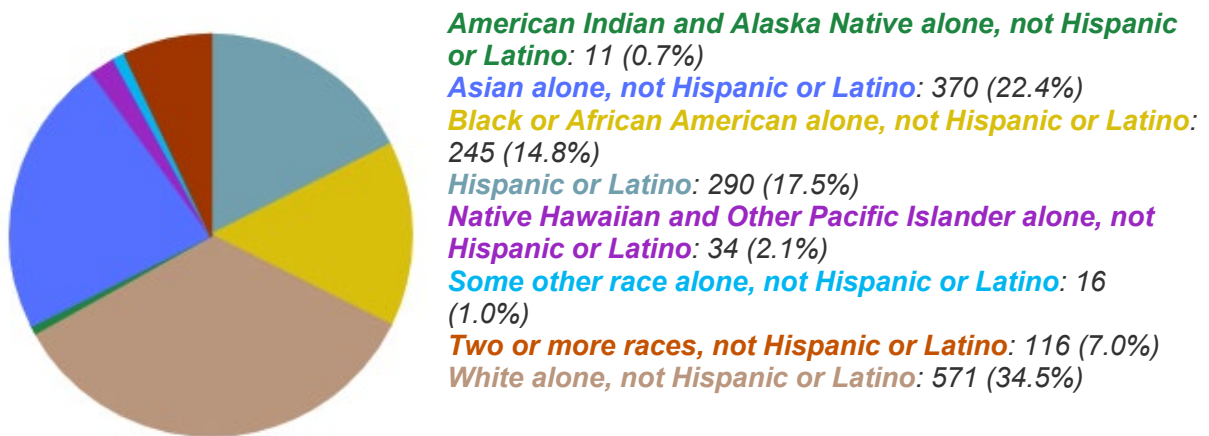 American Indian and Alaska Native alone, not Hispanic
or Latino: 11 (0.7%)
Asian alone, not Hispanic or Latino: 370 (22.4%)
Black or African American alone, not Hispanic or Latino:
245 (14.8%)
Hispanic or Latino: 290 (17.5%)
Native Hawaiian and Other Pacific Islander alone, not
Hispanic or Latino: 34 (2.1%)
Some other race alone, not Hispanic or Latino: 16
(1.0%)
Two or more races, not Hispanic or Latino: 116 (7.0%)
White alone, not Hispanic or Latino: 571 (34.5%)